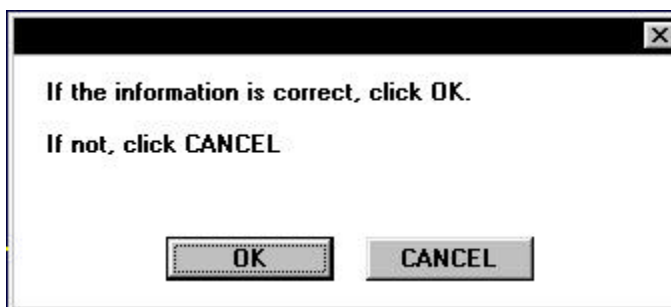 If the information is correct, click OK.
If not, click CANCEL
OK CANCEL